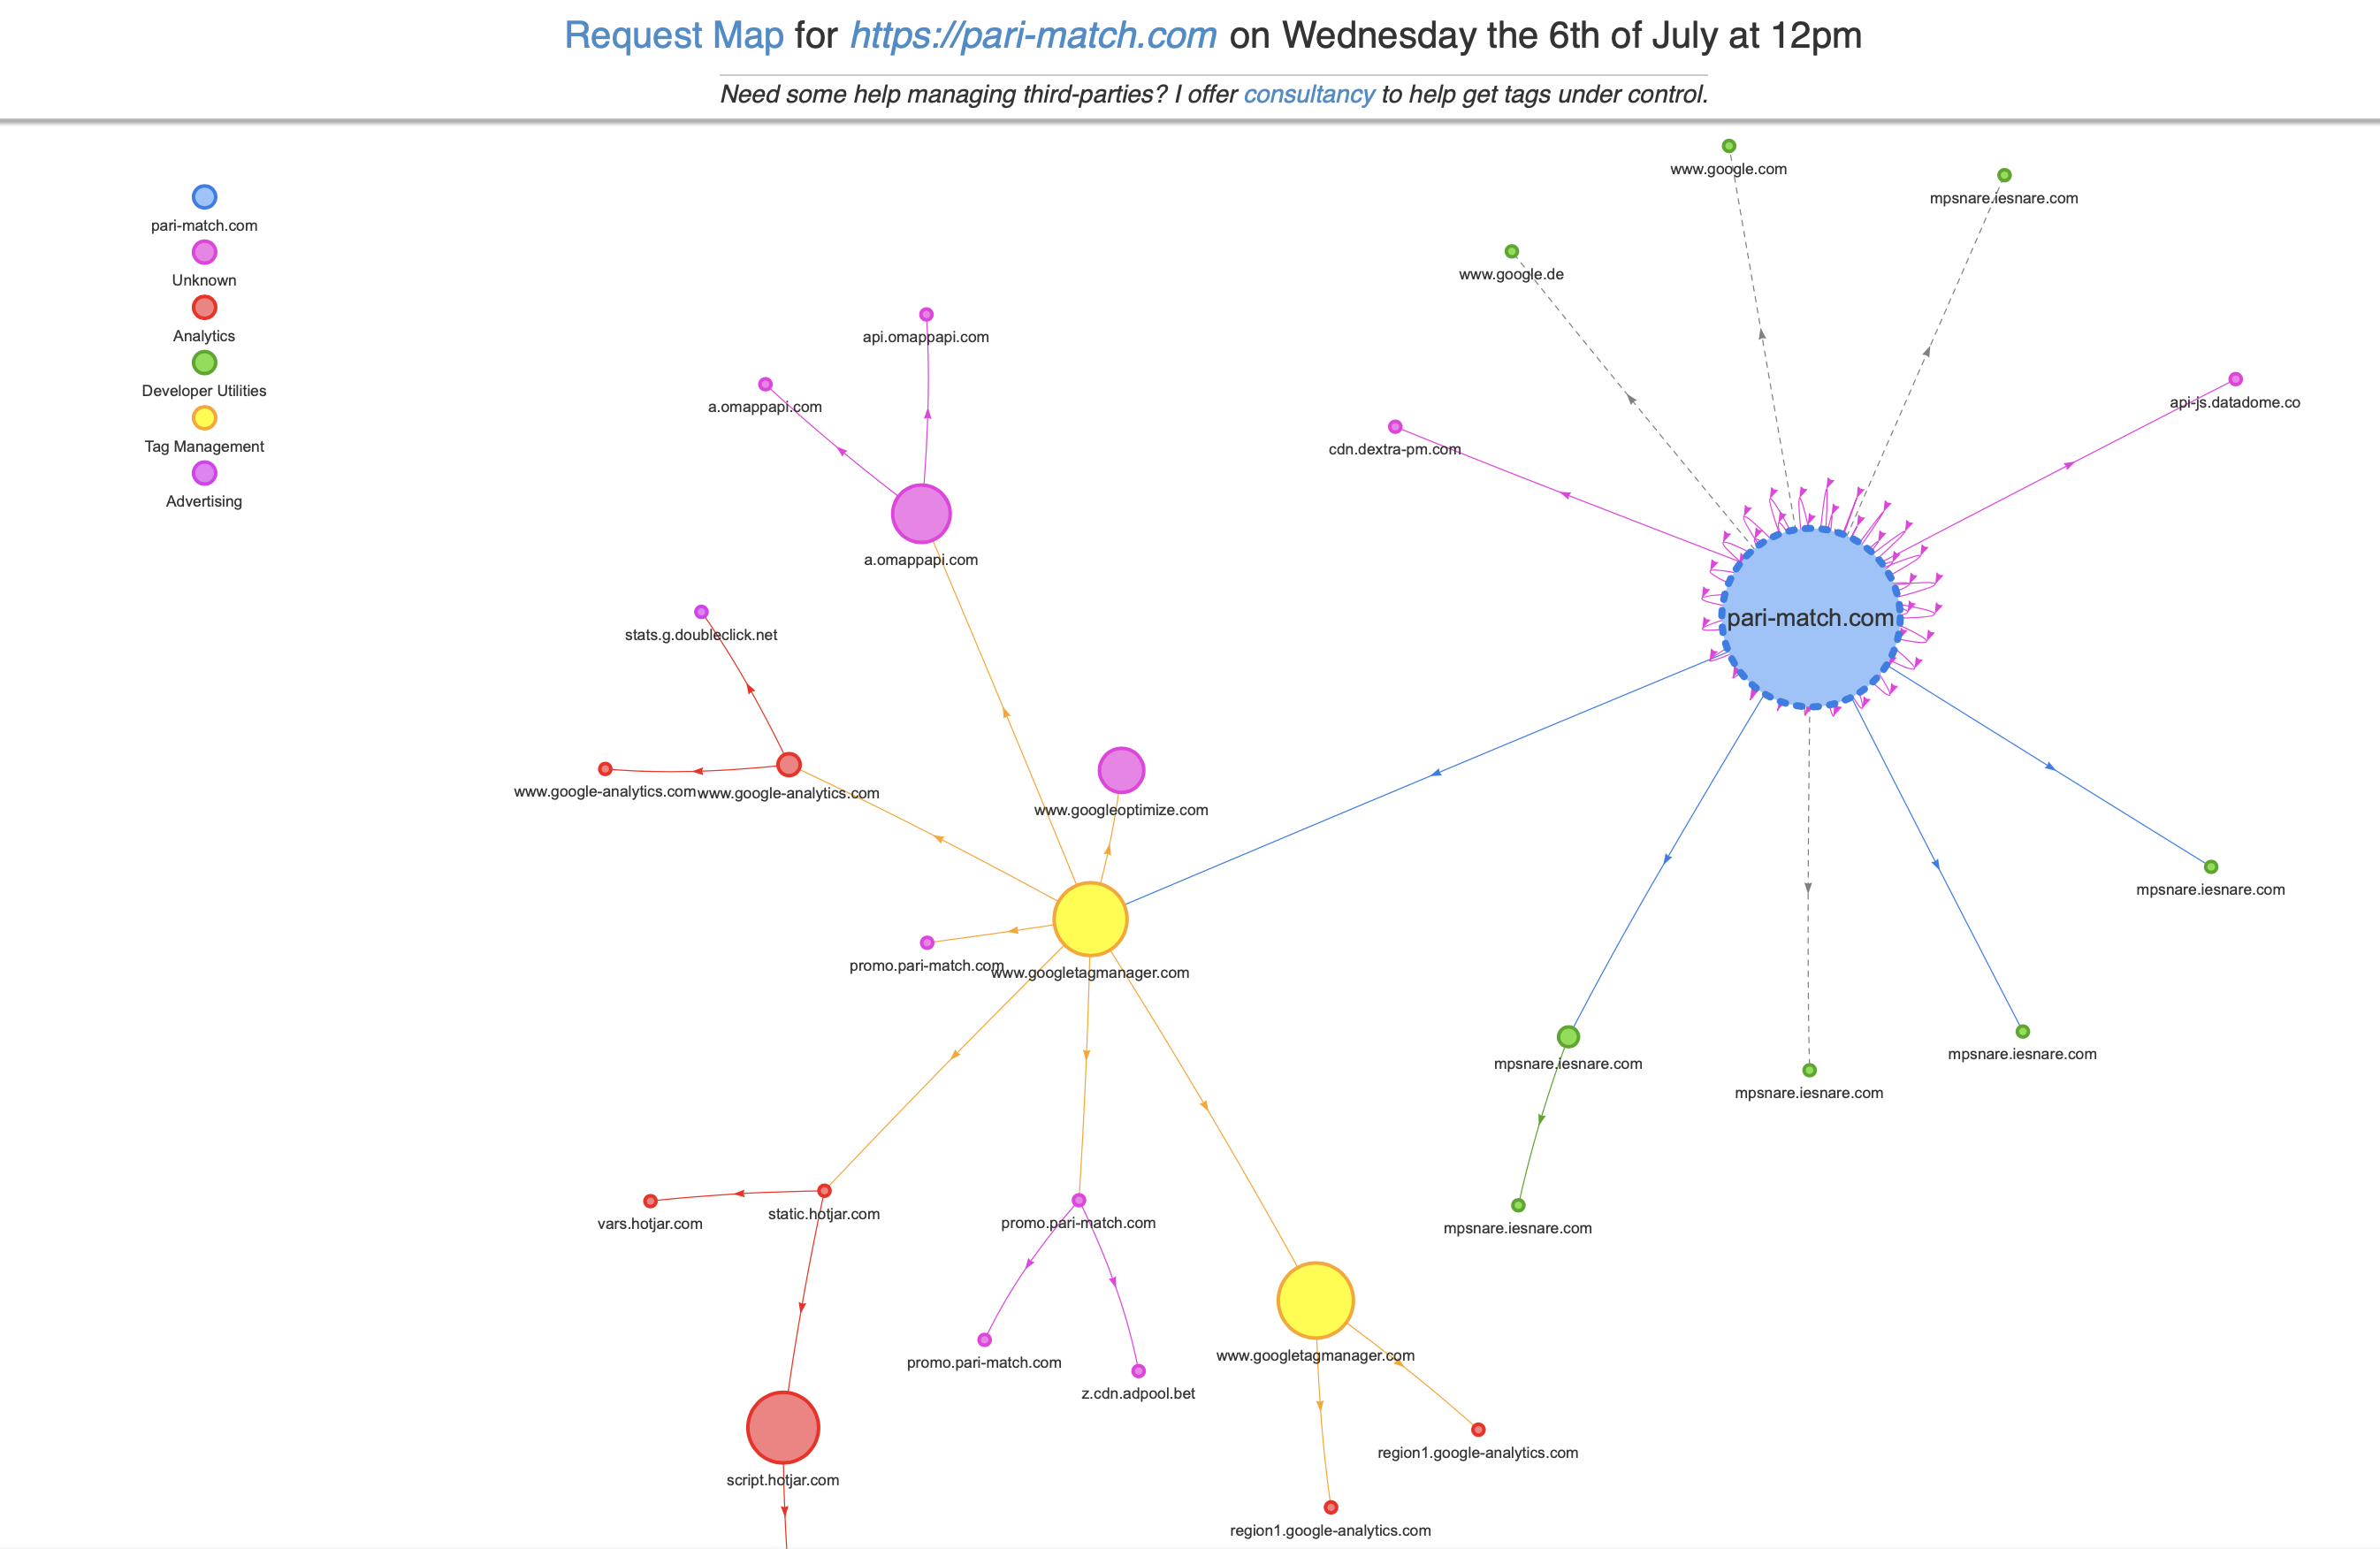 Request Map for https://pari-match.com on Wednesday the 6th of July at 12pm
Need some help managing third-parties? I offer consultancy to help get tags under control.
pari-match.com
Unknown
Analytics
Developer Utilities
Tag Management
Advertising
www.google.com
mpsnare.iesnare.com
www.google.de
api.omappapi.com
a.omappapi.com
api-js.datadome.co
cdn.dextra-pm.com
a.omappapi.com
pari-match.com
stats.g.doubleclick.net
www.google-analytics.com
www.google-analytics.com
www.googleoptimize.com
mpsnare.iesnare.com
promo.pari-match.com
www.googletagmanager.com
mpsnare.iesnare.com
mpsnare.iesnare.com
mpsnare.iesnare.com
static.hotjar.com
vars.hotjar.com
promo.pari-match.com
mpsnare.iesnare.com
www.googletagmanager.com
promo.pari-match.com
z.cdn.adpool.bet
region1.google-analytics.com
script.hotjar.com
region1.google-analytics.com